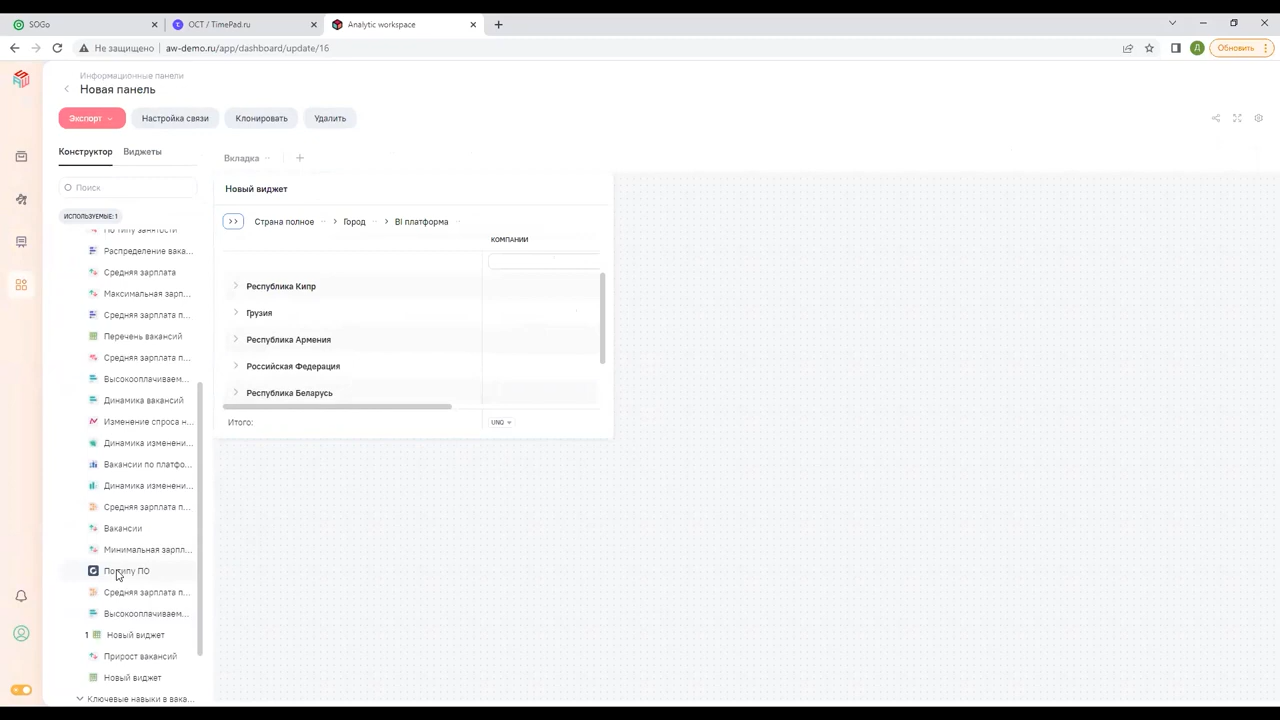 SOGo
ОСТ / TimePad.ru
Analytic workspace
Не защищено
aw-demo.ru/app/dashboard/update/16
Д
Обновить
Информационные панели
Новая панель
Экспорт
Настройка связи
Клонировать
Удалить
Конструктор
Виджеты
Вкладка
Поиск
Новый виджет
ИСПОЛЬЗУЕМЫЕ: 1
>> Страна полное > Город > BI платформа
По типу занятости
КОМПАНИИ
Распределение вака...
Средняя зарплата
Республика Кипр
Максимальная зарп...
Грузия
Средняя зарплата п...
Перечень вакансий
Республика Армения
Средняя зарплата п...
Российская Федерация
Высокооплачиваем...
Республика Беларусь
Динамика вакансий
Изменение спроса н...
Итого:
UNQ
Динамика изменени...
Вакансии по платфо...
Динамика изменени...
Средняя зарплата п...
Вакансии
Минимальная зарпл...
По типу ПО
Средняя зарплата п...
Высокооплачиваем...
1 Новый виджет
Прирост вакансий
Новый виджет
Ключевые навыки в вака...